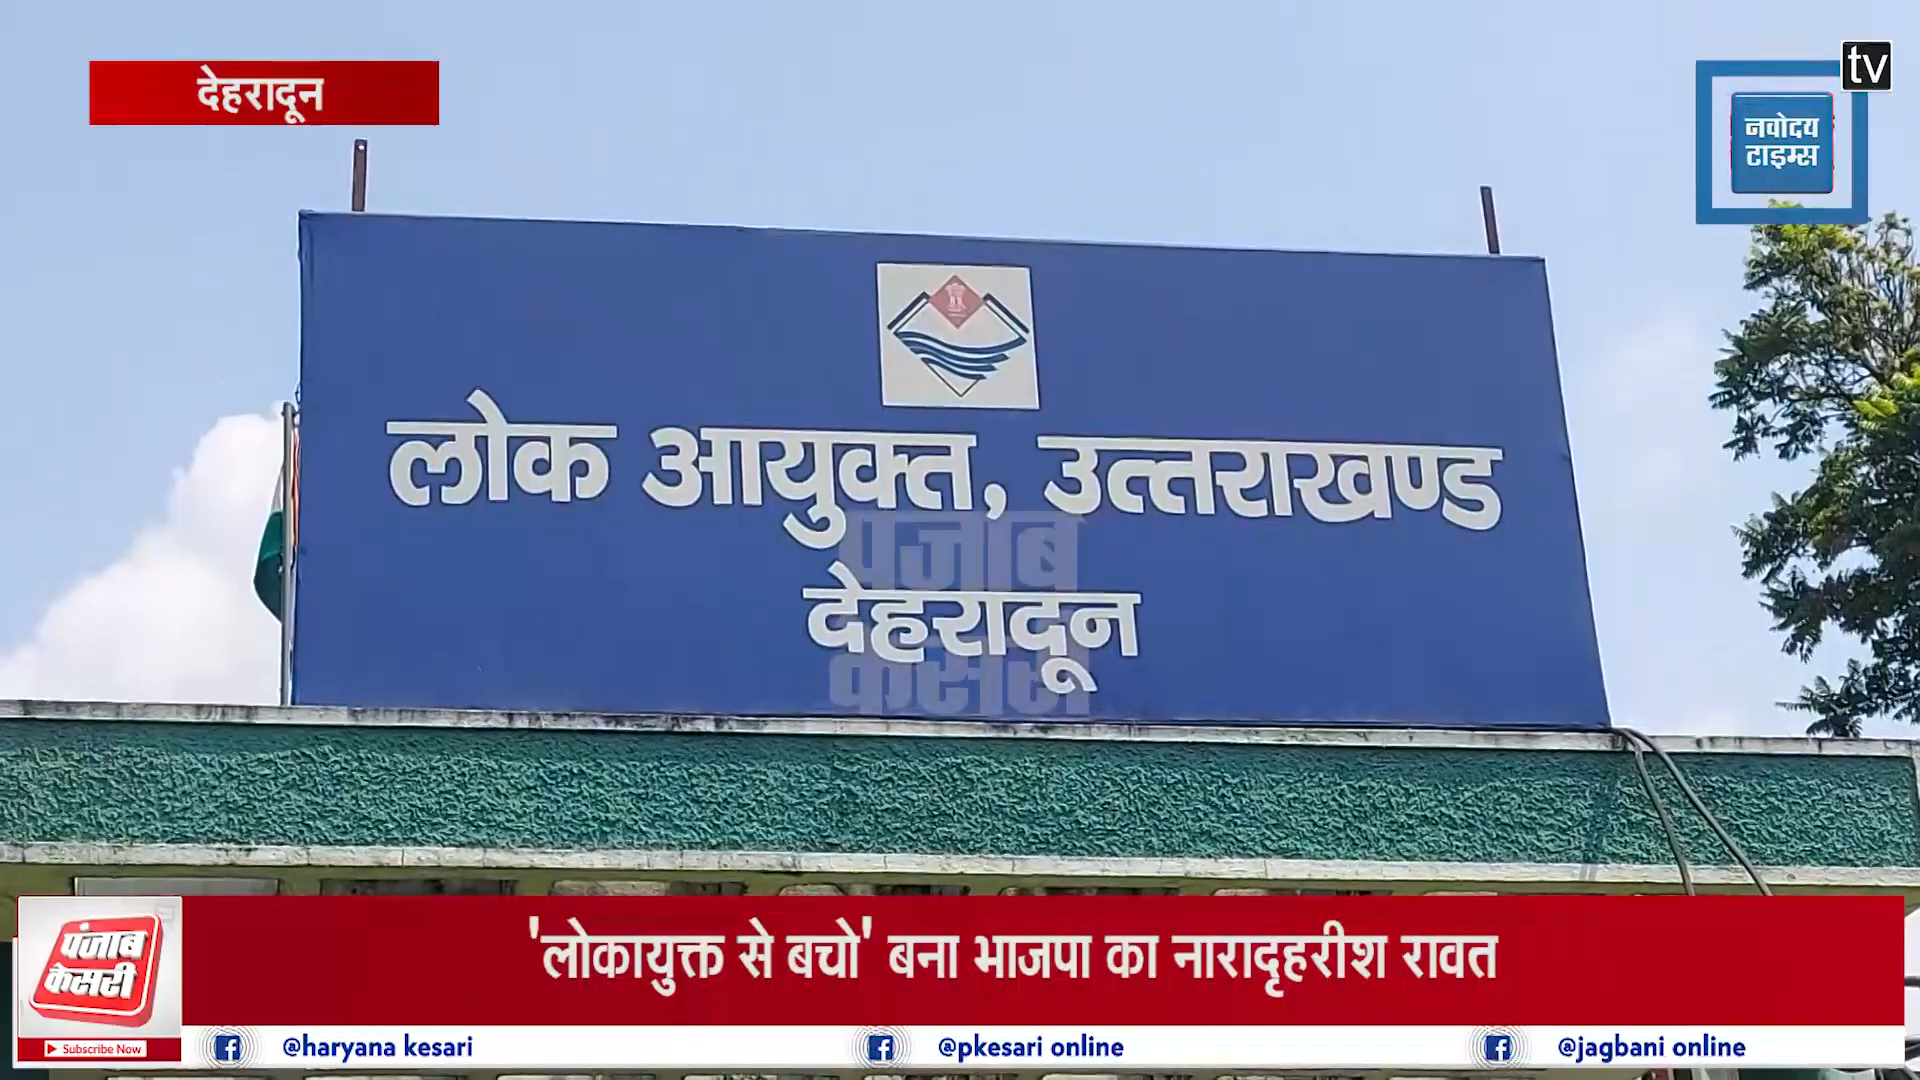 देहरादून
tv
नवोदय
टाइम्स
लोक आयुक्त, उत्तराखण्ड
पंजाब
देहरादून
केसरी
'लोकायुक्त से बचो' बना भाजपा का नारादृहरीश रावत
पंजाब
केसरी
Subscribe Now
@haryana kesari
@pkesari online
@jagbani online